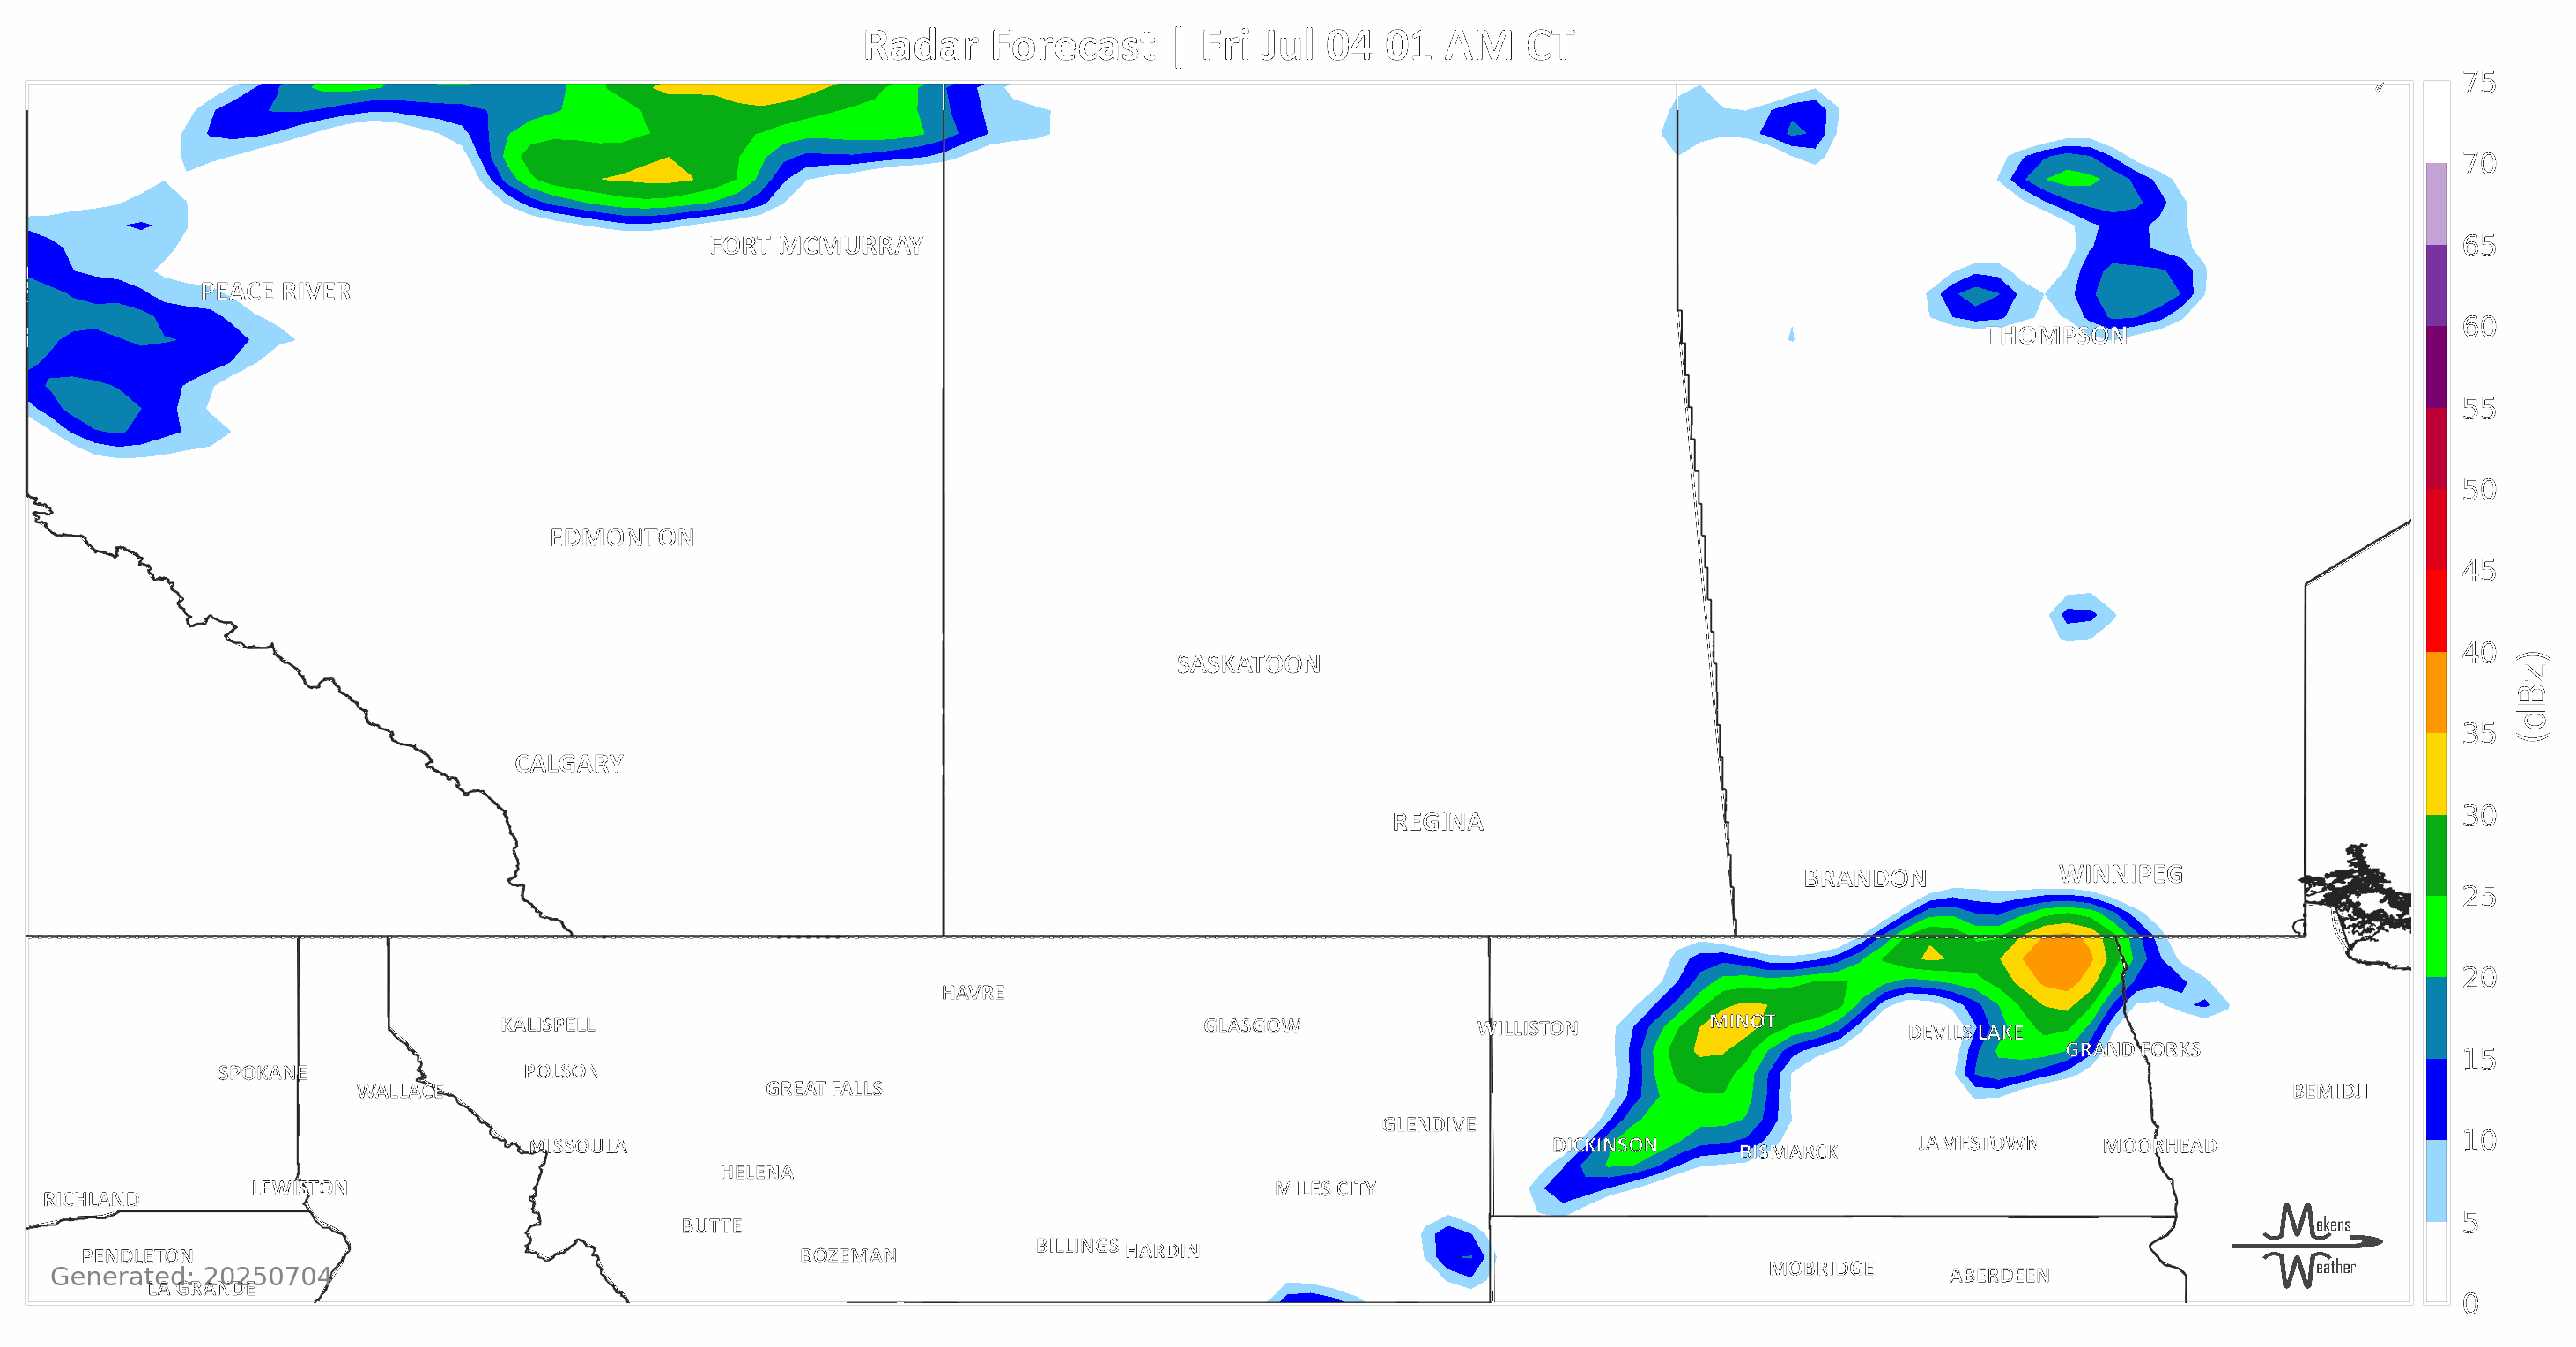 Radar Forecast | Fri Jul 04 01 AM CT
75
70
65
60
55
50
45
40
35
30
25
20
15
10
5
0
(dBz)
FORT MCMURRAY
PEACE RIVER
THOMPSON
EDMONTON
SASKATOON
CALGARY
REGINA
BRANDON
WINNIPEG
HAVRE
KALISPELL
GLASGOW
WILLISTON
MINOT
DEVILS LAKE
GRAND FORKS
SPOKANE
POLSON
WALLACE
GREAT FALLS
BEMIDJI
GLENDIVE
MISSOULA
DICKINSON
BISMARCK
JAMESTOWN
MOORHEAD
HELENA
LEWISTON
MILES CITY
RICHLAND
BUTTE
BILLINGS
HARDIN
PENDLETON
BOZEMAN
MOBRIDGE
ABERDEEN
Generated: 20250704
LA GRANDE
Makens
Weather